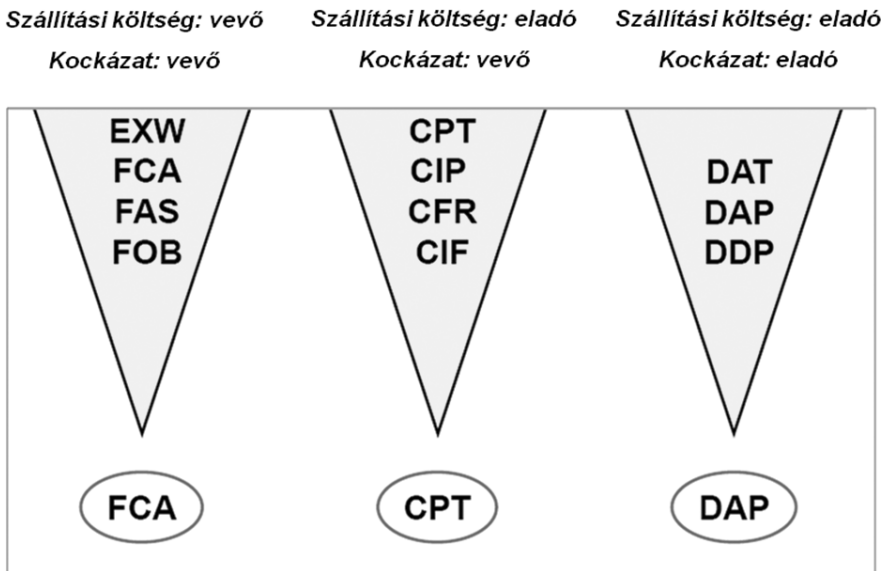 Szállítási költség: vevő
Kockázat: vevő
Szállítási költség: eladó
Kockázat: vevő
Szállítási költség: eladó
Kockázat: eladó
EXW
FCA
FAS
FOB
CPT
CIP
CFR
CIF
DAT
DAP
DDP
FCA
CPT
DAP